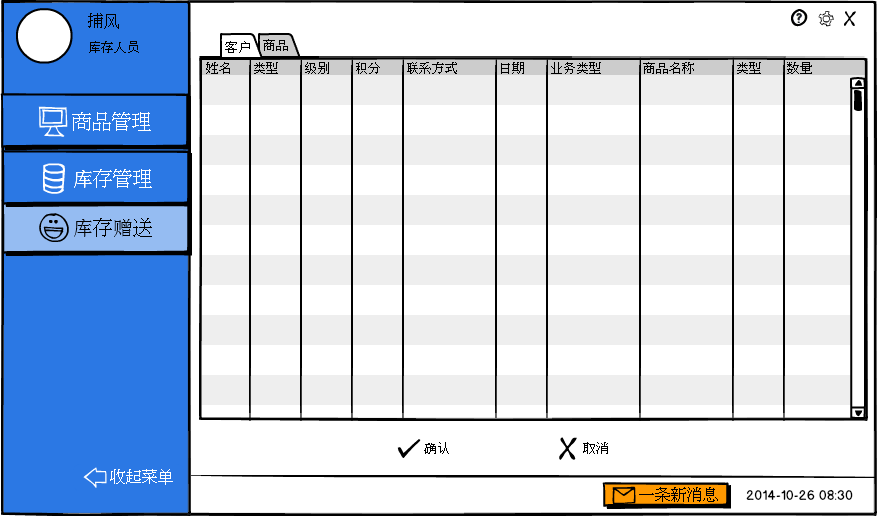 捕风
库存人员
商品管理
库存管理
库存赠送
收起菜单
客户 商品
姓名 类型 级别 积分 联系方式 日期 业务类型 商品名称 类型 数量
确认 取消
一条新消息 2014-10-26 08:30